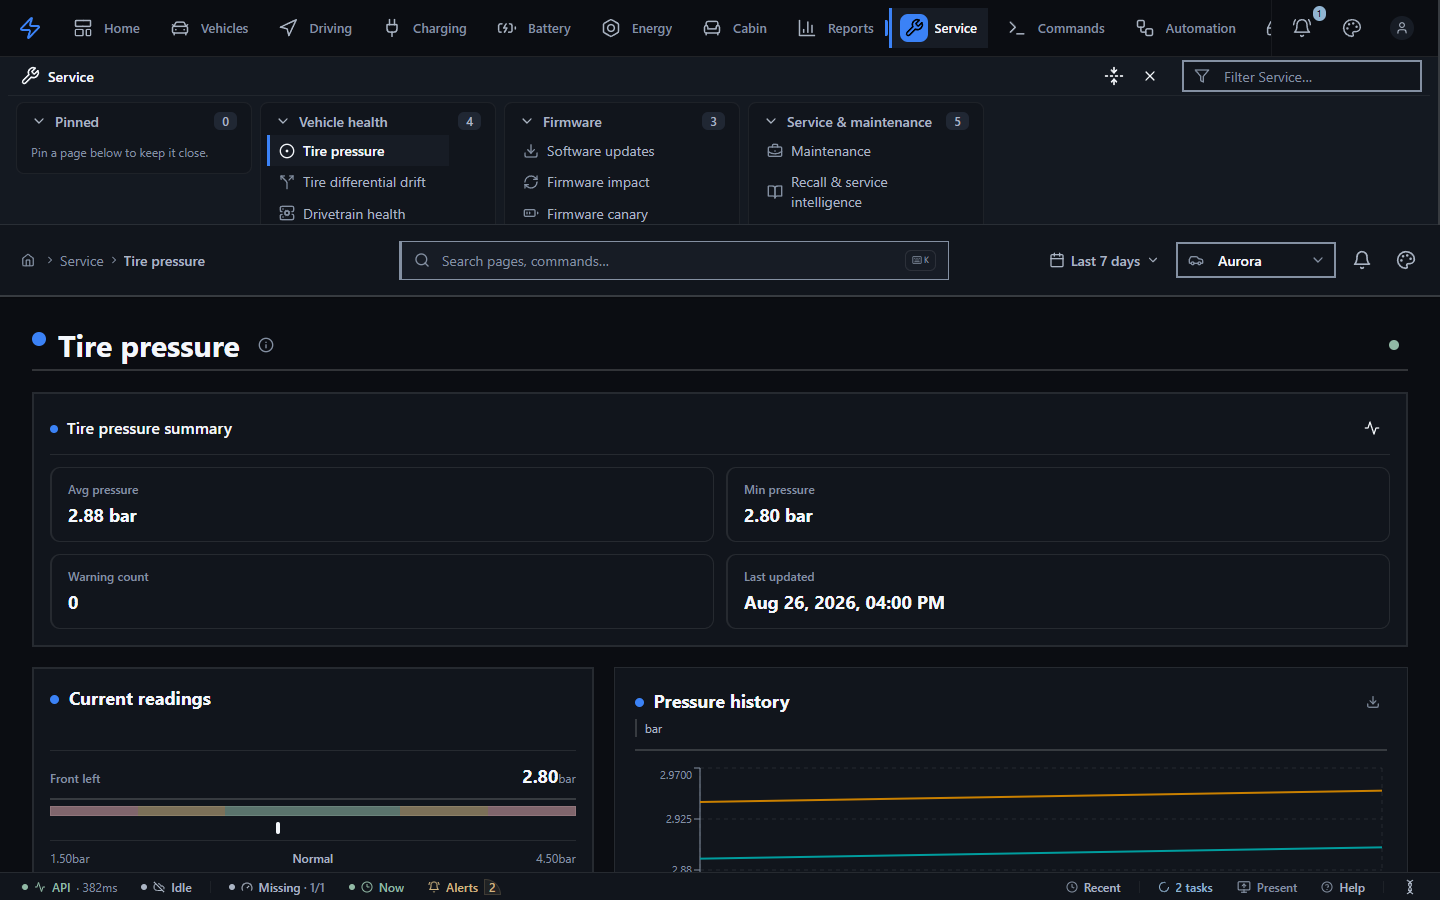 Home Vehicles Driving Charging Battery Energy Cabin Reports Service Commands Automation 1
Service
Filter Service...
Pinned 0
Pin a page below to keep it close.
Vehicle health 4
Tire pressure
Tire differential drift
Drivetrain health
Firmware 3
Software updates
Firmware impact
Firmware canary
Service & maintenance 5
Maintenance
Recall & service
intelligence
Service Tire pressure
Search pages, commands... K
Last 7 days
Aurora
Tire pressure
Tire pressure summary
Avg pressure
2.88 bar
Min pressure
2.80 bar
Warning count
0
Last updated
Aug 26, 2026, 04:00 PM
Current readings
Front left 2.80bar
1.50bar Normal 4.50bar
Pressure history
bar
2.9700
2.925
2.88
API · 382ms Idle Missing · 1/1 Now Alerts 2 Recent 2 tasks Present Help